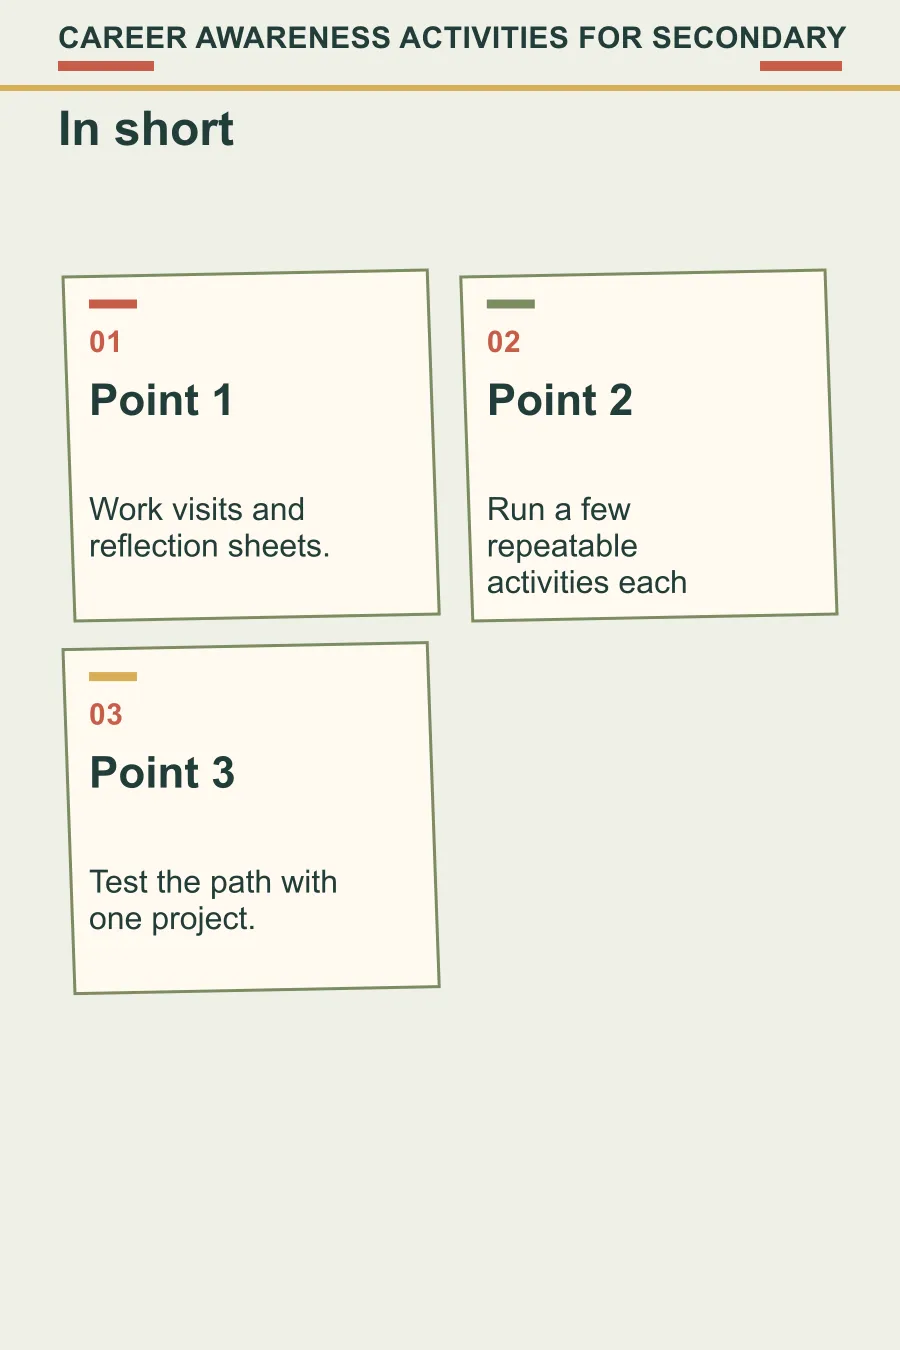 CAREER AWARENESS ACTIVITIES FOR SECONDARY
In short
01
Point 1
Work visits and
reflection sheets.
02
Point 2
Run a few
repeatable
activities each
03
Point 3
Test the path with
one project.